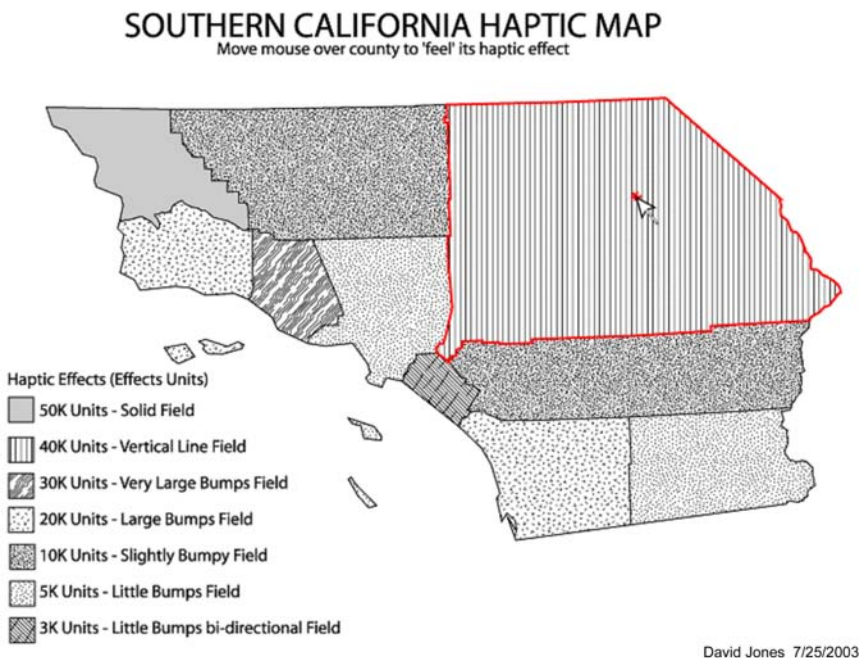 SOUTHERN CALIFORNIA HAPTIC MAP
Move mouse over county to 'feel' its haptic effect
Haptic Effects (Effects Units)
50K Units - Solid Field
40K Units - Vertical Line Field
30K Units - Very Large Bumps Field
20K Units - Large Bumps Field
10K Units - Slightly Bumpy Field
5K Units - Little Bumps Field
3K Units - Little Bumps bi-directional Field
David Jones 7/25/2003